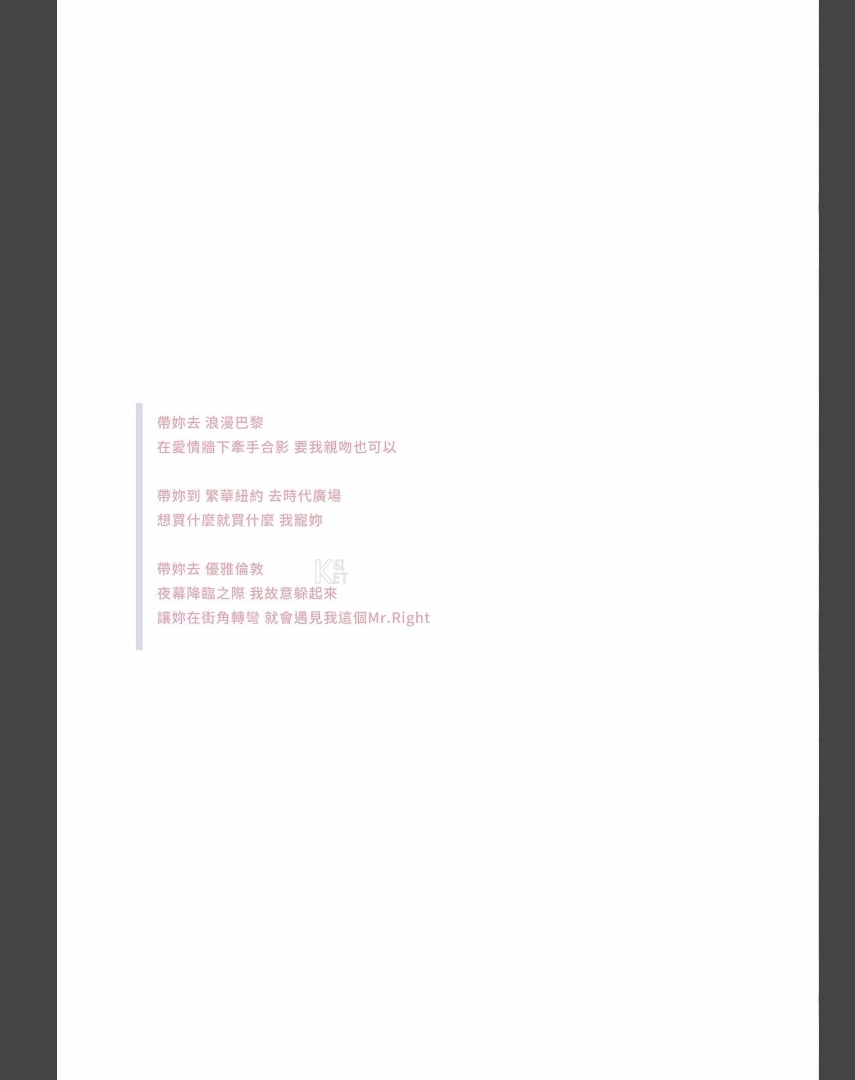 帶妳去 浪漫巴黎
在愛情牆下牽手合影 要我親吻也可以
帶妳到 繁華紐約 去時代廣場
想買什麼就買什麼 我寵妳
帶妳去 優雅倫敦
KGL
ET
夜幕降臨之際 我故意躲起來
讓妳在街角轉彎 就會遇見我這個Mr.Right